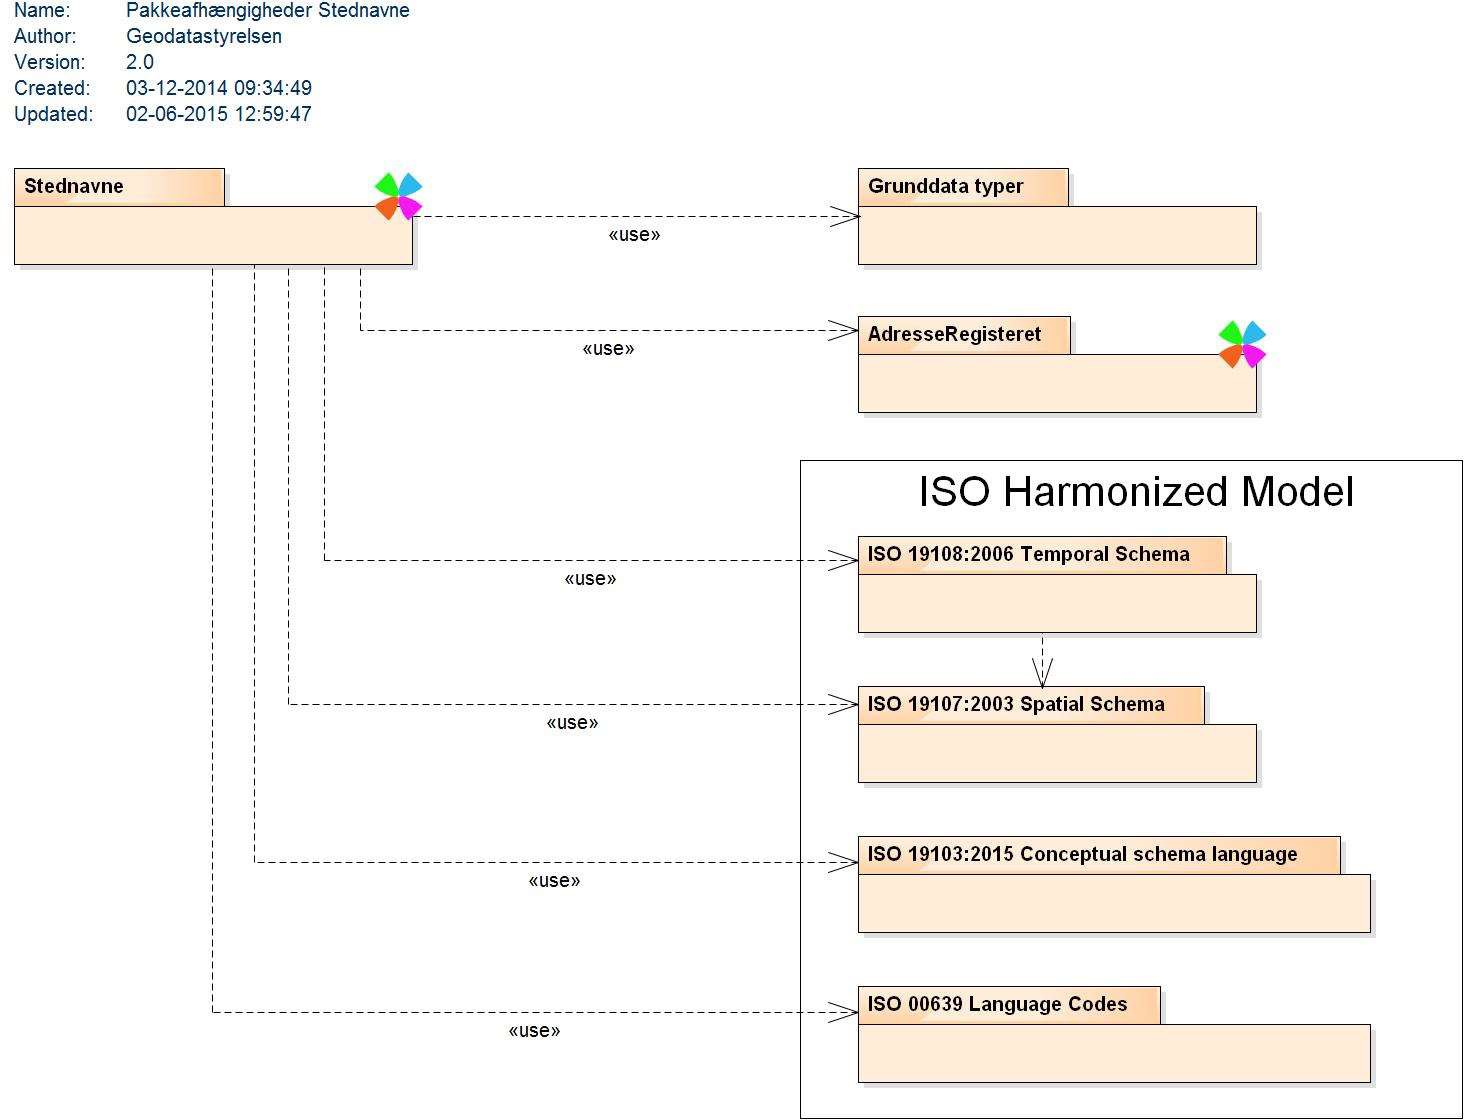 Name: Pakkeafhængigheder Stednavne
Author: Geodatastyrelsen
Version: 2.0
Created: 03-12-2014 09:34:49
Updated: 02-06-2015 12:59:47
Stednavne
Grunddata typer
«use»
AdresseRegisteret
«use»
ISO Harmonized Model
ISO 19108:2006 Temporal Schema
«use»
ISO 19107:2003 Spatial Schema
«use»
ISO 19103:2015 Conceptual schema language
«use»
ISO 00639 Language Codes
«use»